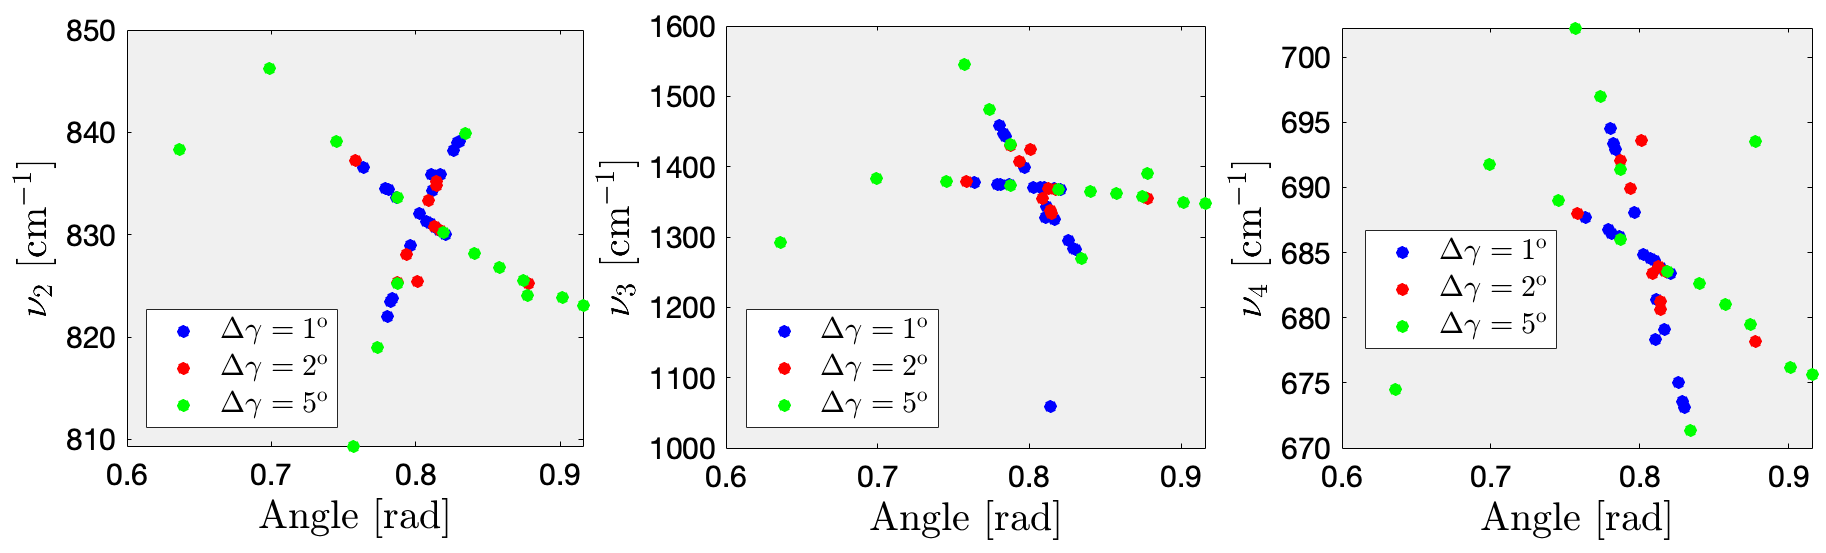 850
840
830
820
810
0.6 0.7 0.8 0.9
Angle [rad]
ν₂ [cm⁻¹]
Δγ = 1°
Δγ = 2°
Δγ = 5°
1600
1500
1400
1300
1200
1100
1000
0.6 0.7 0.8 0.9
Angle [rad]
ν₃ [cm⁻¹]
Δγ = 1°
Δγ = 2°
Δγ = 5°
700
695
690
685
680
675
670
0.6 0.7 0.8 0.9
Angle [rad]
ν₄ [cm⁻¹]
Δγ = 1°
Δγ = 2°
Δγ = 5°